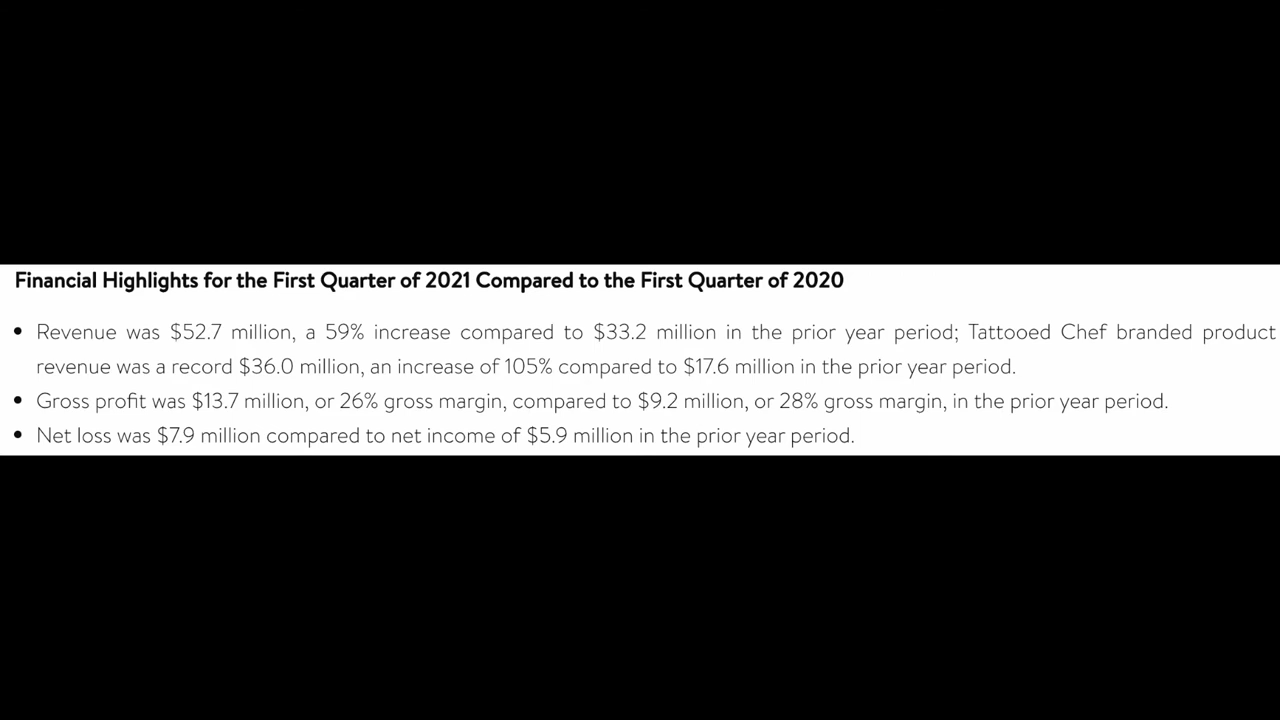 Financial Highlights for the First Quarter of 2021 Compared to the First Quarter of 2020
• Revenue was $52.7 million, a 59% increase compared to $33.2 million in the prior year period; Tattooed Chef branded product
revenue was a record $36.0 million, an increase of 105% compared to $17.6 million in the prior year period.
• Gross profit was $13.7 million, or 26% gross margin, compared to $9.2 million, or 28% gross margin, in the prior year period.
• Net loss was $7.9 million compared to net income of $5.9 million in the prior year period.